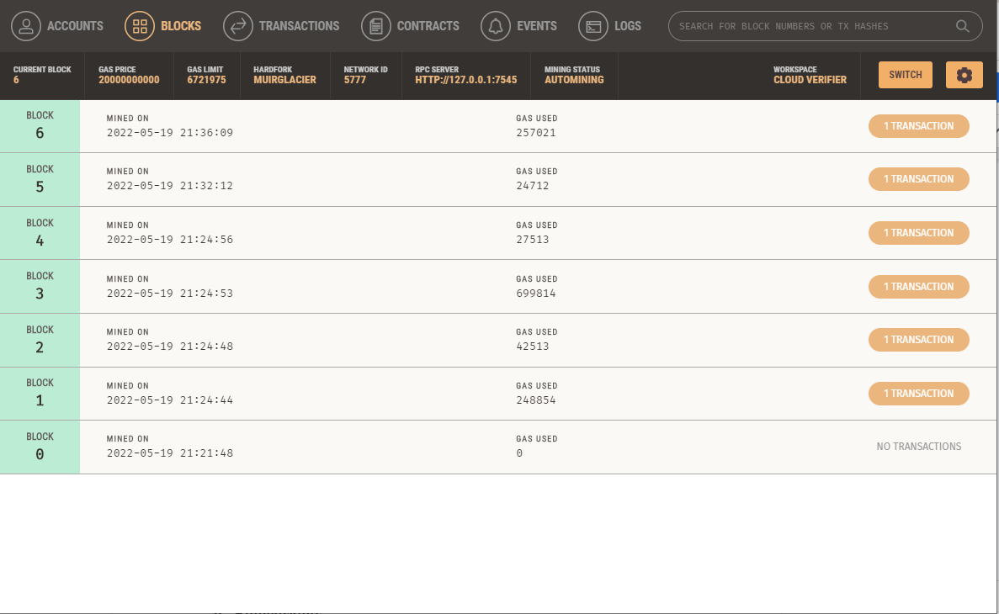 ACCOUNTS BLOCKS TRANSACTIONS CONTRACTS EVENTS LOGS SEARCH FOR BLOCK NUMBERS OR TX HASHES
CURRENT BLOCK GAS PRICE GAS LIMIT HARDFORK NETWORK ID RPC SERVER MINING STATUS WORKSPACE
6 20000000000 6721975 MUIRGLACIER 5777 HTTP://127.0.0.1:7545 AUTOMINING CLOUD VERIFIER SWITCH
BLOCK MINED ON GAS USED
6 2022-05-19 21:36:09 257021 1 TRANSACTION
BLOCK MINED ON GAS USED
5 2022-05-19 21:32:12 24712 1 TRANSACTION
BLOCK MINED ON GAS USED
4 2022-05-19 21:24:56 27513 1 TRANSACTION
BLOCK MINED ON GAS USED
3 2022-05-19 21:24:53 699814 1 TRANSACTION
BLOCK MINED ON GAS USED
2 2022-05-19 21:24:48 42513 1 TRANSACTION
BLOCK MINED ON GAS USED
1 2022-05-19 21:24:44 248854 1 TRANSACTION
BLOCK MINED ON GAS USED
0 2022-05-19 21:21:48 0 NO TRANSACTIONS